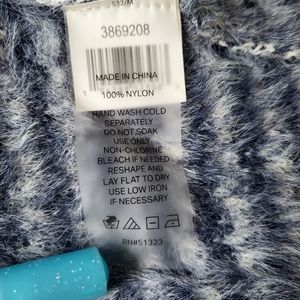 532/M
3869208
MADE IN CHINA
100% NYLON
HAND WASH COLD
SEPARATELY
DO NOT SOAK
USE ONLY
NON-CHLORINE
BLEACH IF NEEDED
RESHAPE AND
LAY FLAT TO DRY
USE LOW IRON
IF NECESSARY
RN#51323